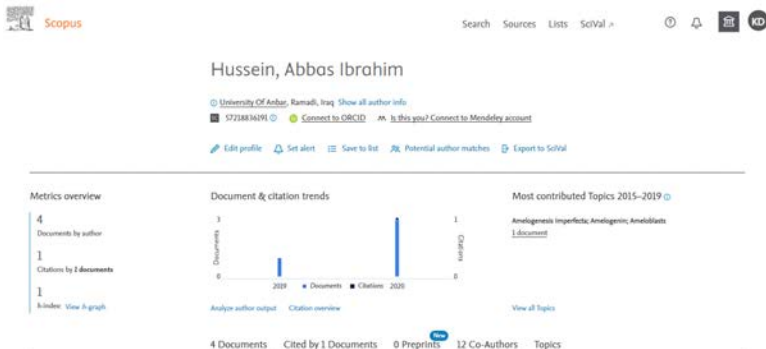 Scopus
Search Sources Lists SciVal ↗ KD
Hussein, Abbas Ibrahim
University Of Anbar, Ramadi, Iraq Show all author info
57218836191 Connect to ORCID Is this you? Connect to Mendeley account
Edit profile Set alert Save to list Potential author matches Export to SciVal
Metrics overview
4
Documents by author
1
Citations by 2 documents
1
h-index: View h-graph
Document & citation trends
3 1
Documents
Citations
0 0
2019 Documents Citations 2020
Analyze author output Citation overview
Most contributed Topics 2015–2019
Amelogenesis Imperfecta; Amelogenin; Ameloblasts
1 document
View all Topics
New
4 Documents Cited by 1 Documents 0 Preprints 12 Co-Authors Topics